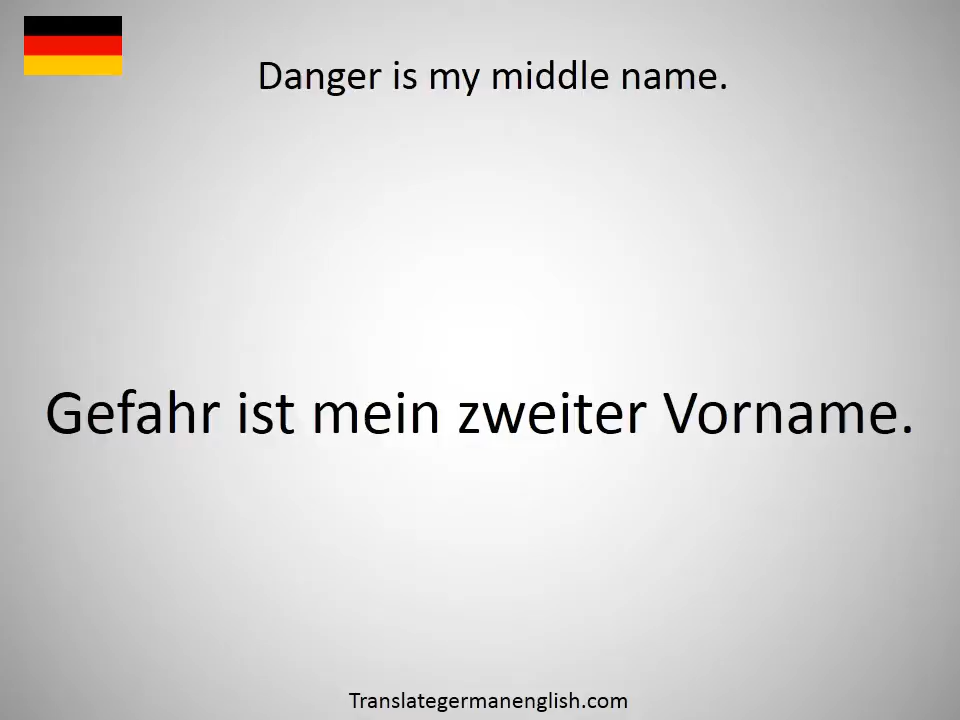 Danger is my middle name.
Gefahr ist mein zweiter Vorname.
Translategermanenglish.com